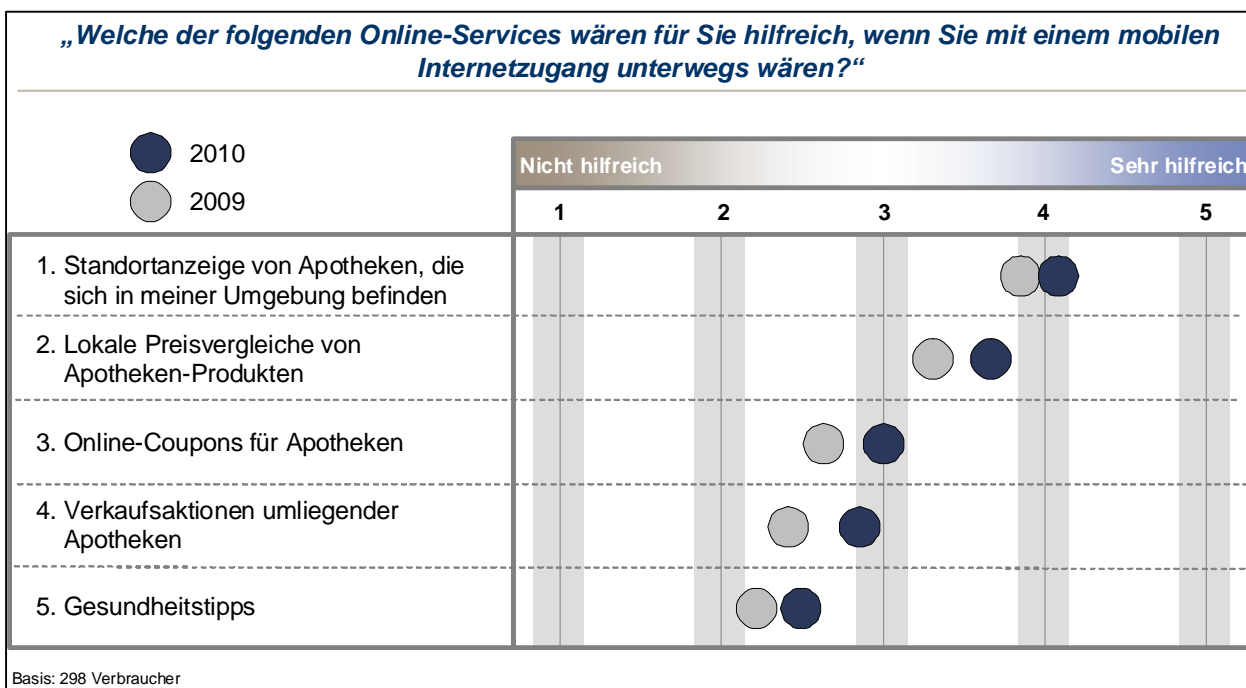 „Welche der folgenden Online-Services wären für Sie hilfreich, wenn Sie mit einem mobilen
Internetzugang unterwegs wären?“
2010
2009
Nicht hilfreich
Sehr hilfreich
1 2 3 4 5
1. Standortanzeige von Apotheken, die
sich in meiner Umgebung befinden
2. Lokale Preisvergleiche von
Apotheken-Produkten
3. Online-Coupons für Apotheken
4. Verkaufsaktionen umliegender
Apotheken
5. Gesundheitstipps
Basis: 298 Verbraucher